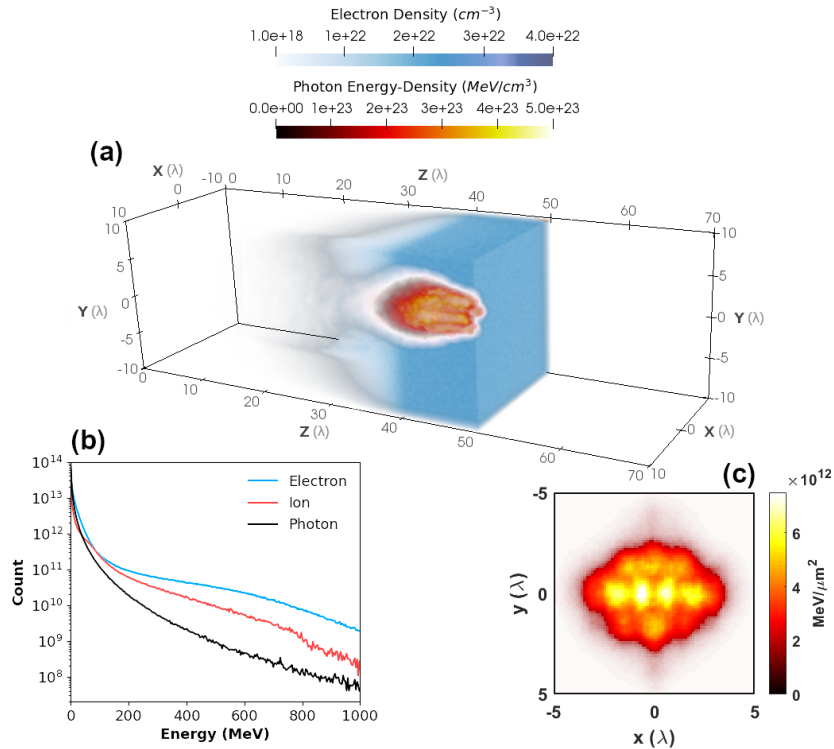 Electron Density (cm⁻³)
1.0e+18 1e+22 2e+22 3e+22 4.0e+22
Photon Energy-Density (MeV/cm³)
0.0e+00 1e+23 2e+23 3e+23 4e+23 5.0e+23
(a)
X (λ)
10 0 -10
Z (λ)
0 10 20 30 40 50 60 70
Y (λ)
10 5 0 -5 -10
Y (λ)
10 5 0 -5 -10
Z (λ)
0 10 20 30 40 50 60 70
X (λ)
-10 0 10
(b)
10¹⁴
10¹³
10¹²
10¹¹
10¹⁰
10⁹
10⁸
Count
Electron
Ion
Photon
0 200 400 600 800 1000
Energy (MeV)
(c)
-5
0
5
y (λ)
-5 0 5
x (λ)
×10¹²
6
4
2
0
MeV/μm²